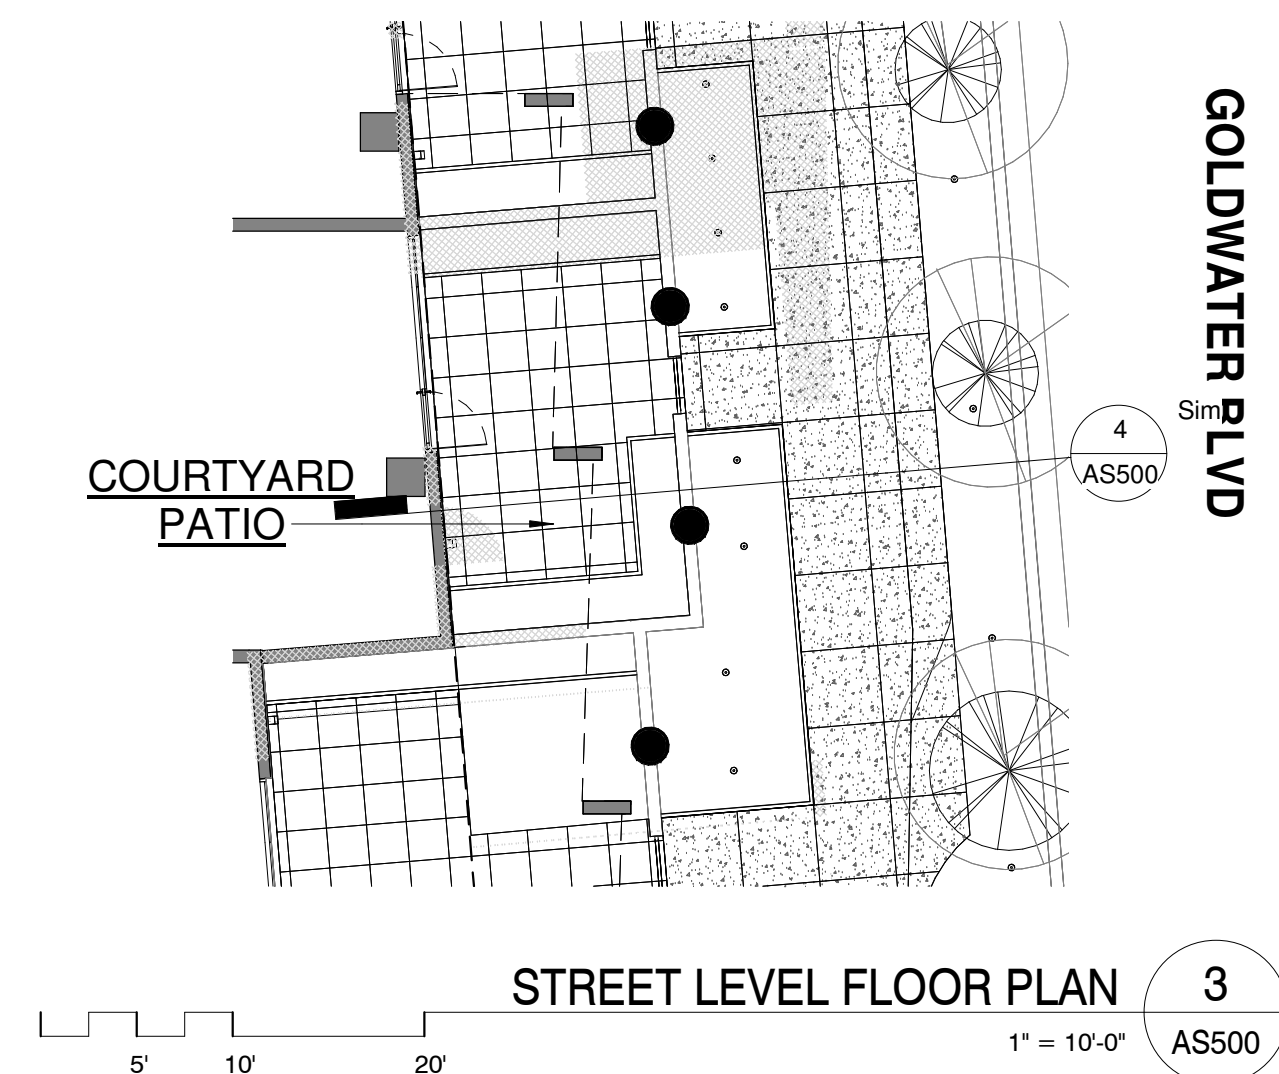 GOLDWATER BLVD
Sim
4
AS500
COURTYARD
PATIO
STREET LEVEL FLOOR PLAN
3
1" = 10'-0"
AS500
5' 10' 20'